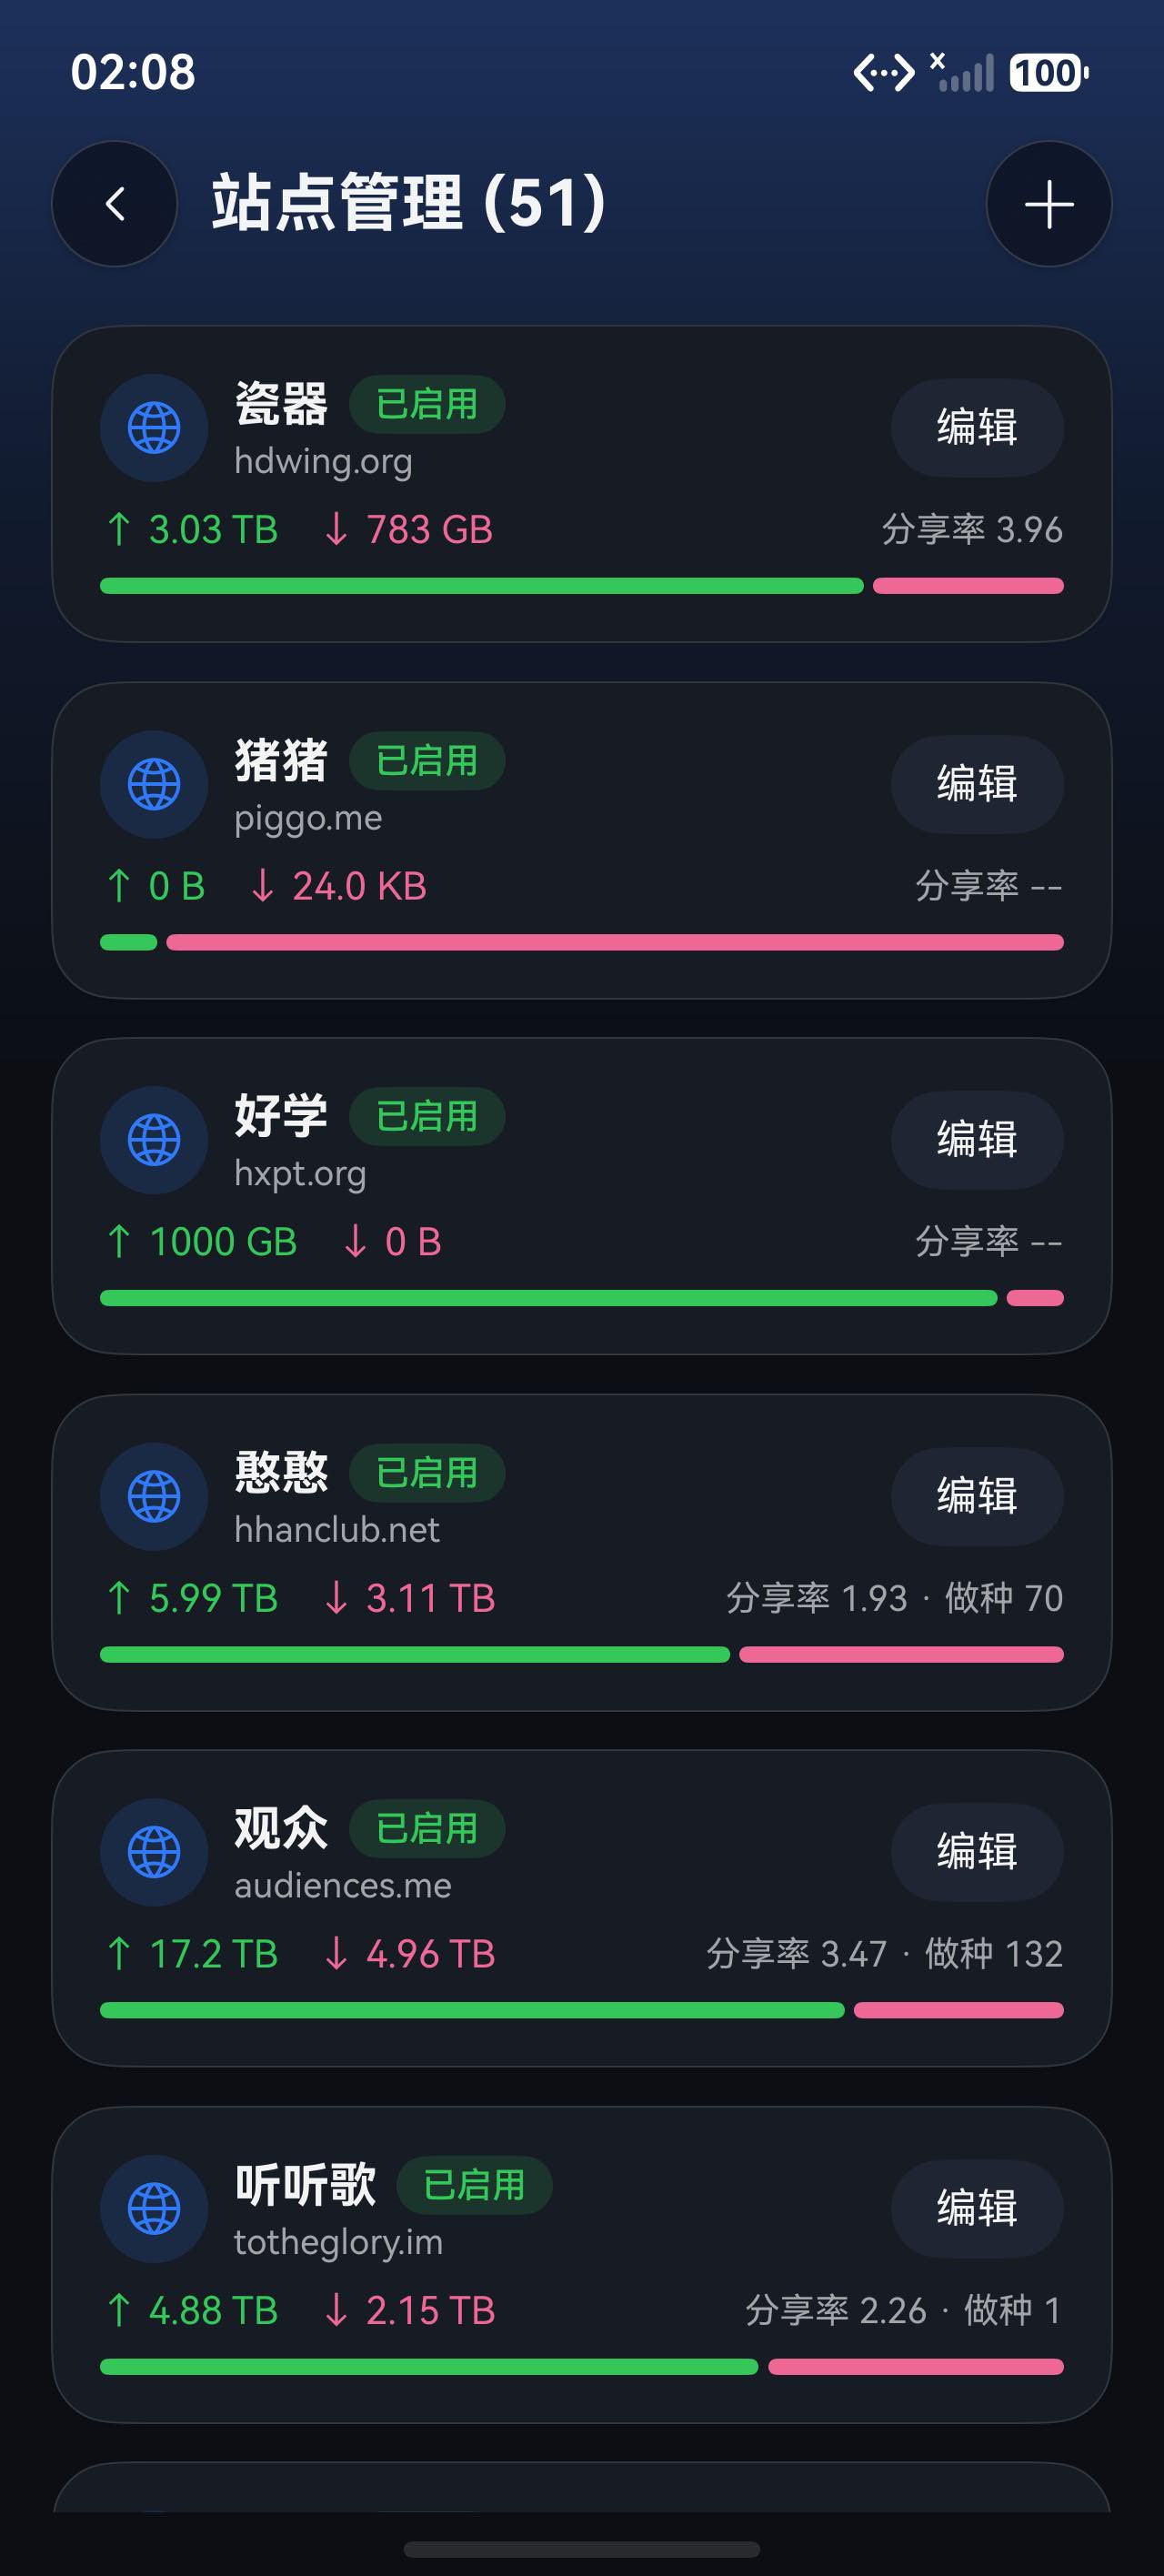 02:08
100
站点管理 (51)
瓷器 已启用
hdwing.org
编辑
↑ 3.03 TB ↓ 783 GB 分享率 3.96
猪猪 已启用
piggo.me
编辑
↑ 0 B ↓ 24.0 KB 分享率 --
好学 已启用
hxpt.org
编辑
↑ 1000 GB ↓ 0 B 分享率 --
憨憨 已启用
hhanclub.net
编辑
↑ 5.99 TB ↓ 3.11 TB 分享率 1.93 · 做种 70
观众 已启用
audiences.me
编辑
↑ 17.2 TB ↓ 4.96 TB 分享率 3.47 · 做种 132
听听歌 已启用
totheglory.im
编辑
↑ 4.88 TB ↓ 2.15 TB 分享率 2.26 · 做种 1